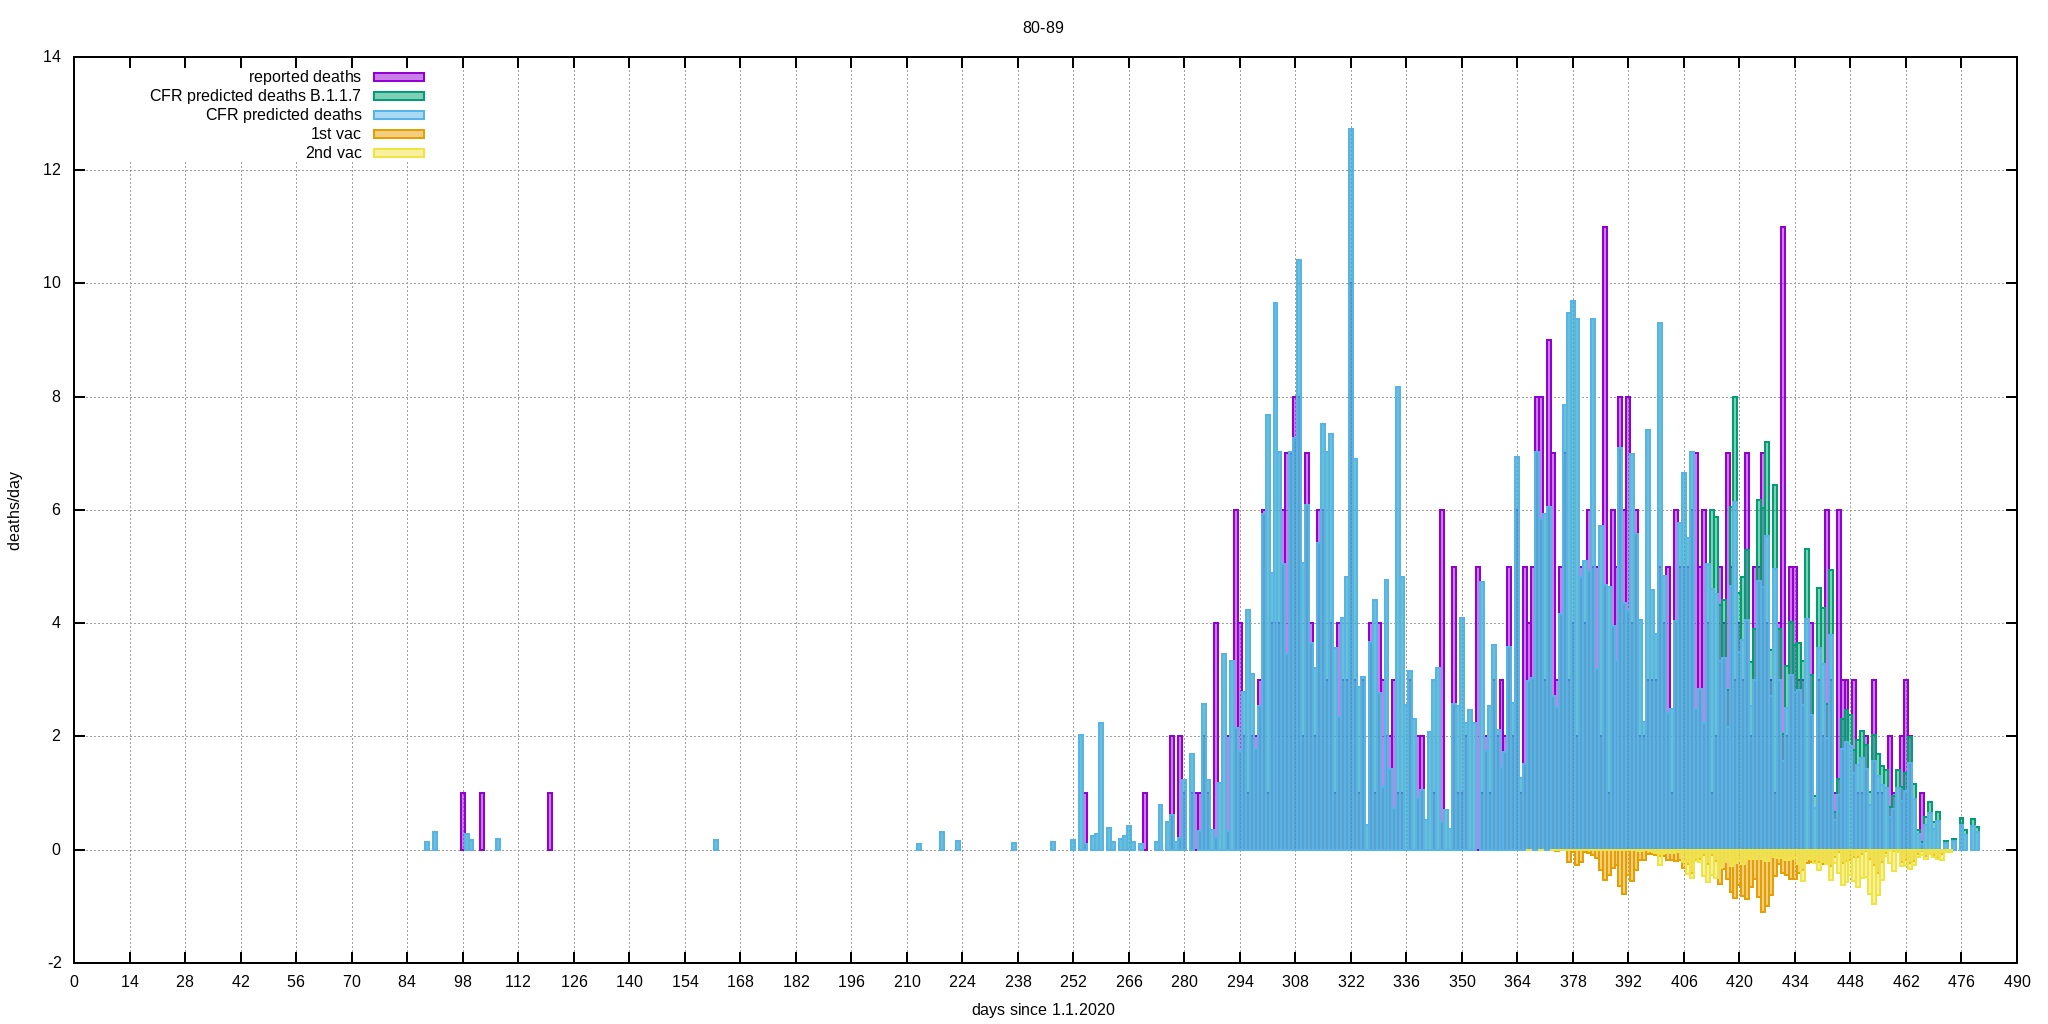 80-89
reported deaths
CFR predicted deaths B.1.1.7
CFR predicted deaths
1st vac
2nd vac
14
12
10
8
6
4
2
0
-2
deaths/day
0 14 28 42 56 70 84 98 112 126 140 154 168 182 196 210 224 238 252 266 280 294 308 322 336 350 364 378 392 406 420 434 448 462 476 490
days since 1.1.2020